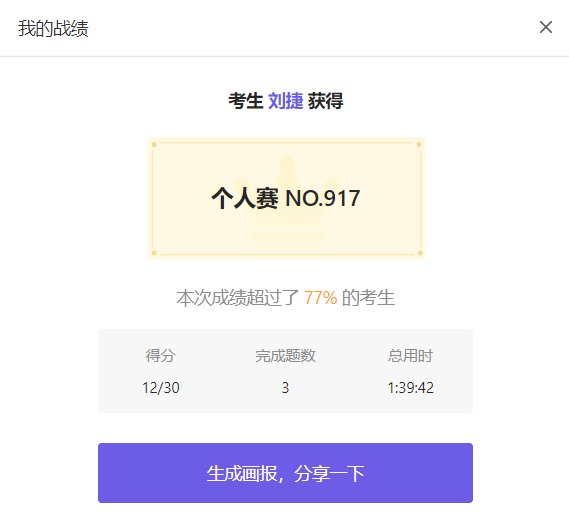 我的战绩
考生 刘捷 获得
个人赛 NO.917
本次成绩超过了 77% 的考生
得分 完成题数 总用时
12/30 3 1:39:42
生成画报，分享一下